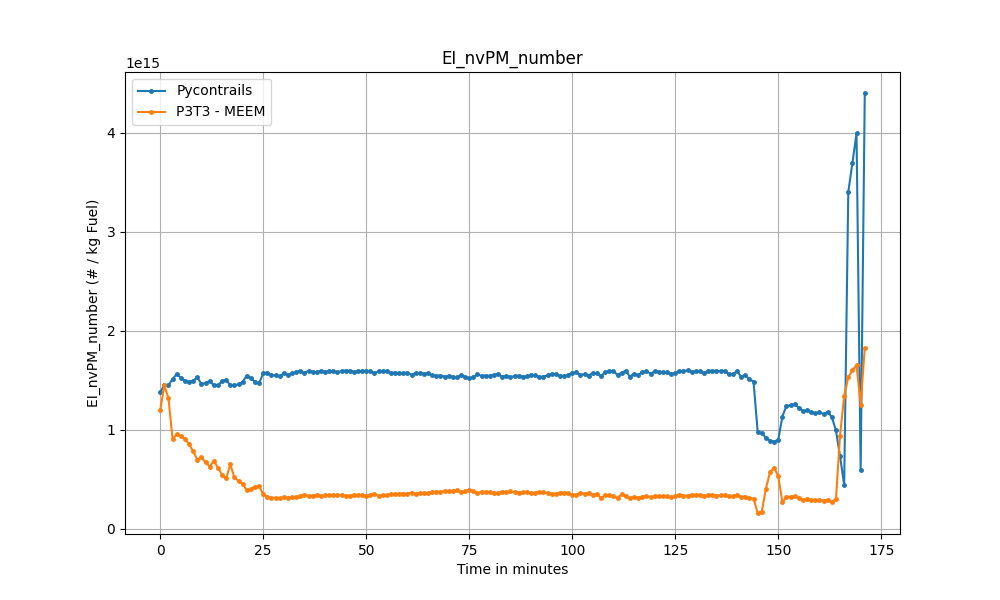 EI_nvPM_number
1e15
Pycontrails
P3T3 - MEEM
4
3
2
1
0
EI_nvPM_number (# / kg Fuel)
0 25 50 75 100 125 150 175
Time in minutes